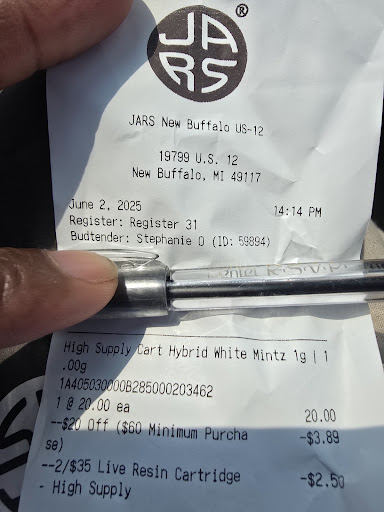 JARS
®
JARS New Buffalo US-12
19799 U.S. 12
New Buffalo, MI 49117
June 2, 2025 14:14 PM
Register: Register 31
Budtender: Stephanie O (ID: 59894)
Pentel R.S.V.P.
High Supply Cart Hybrid White Mintz 1g | 1
.00g
1A405030000B285000203462
1 @ 20.00 ea 20.00
--$20 Off ($60 Minimum Purcha -$3.89
se)
--2/$35 Live Resin Cartridge -$2.50
- High Supply